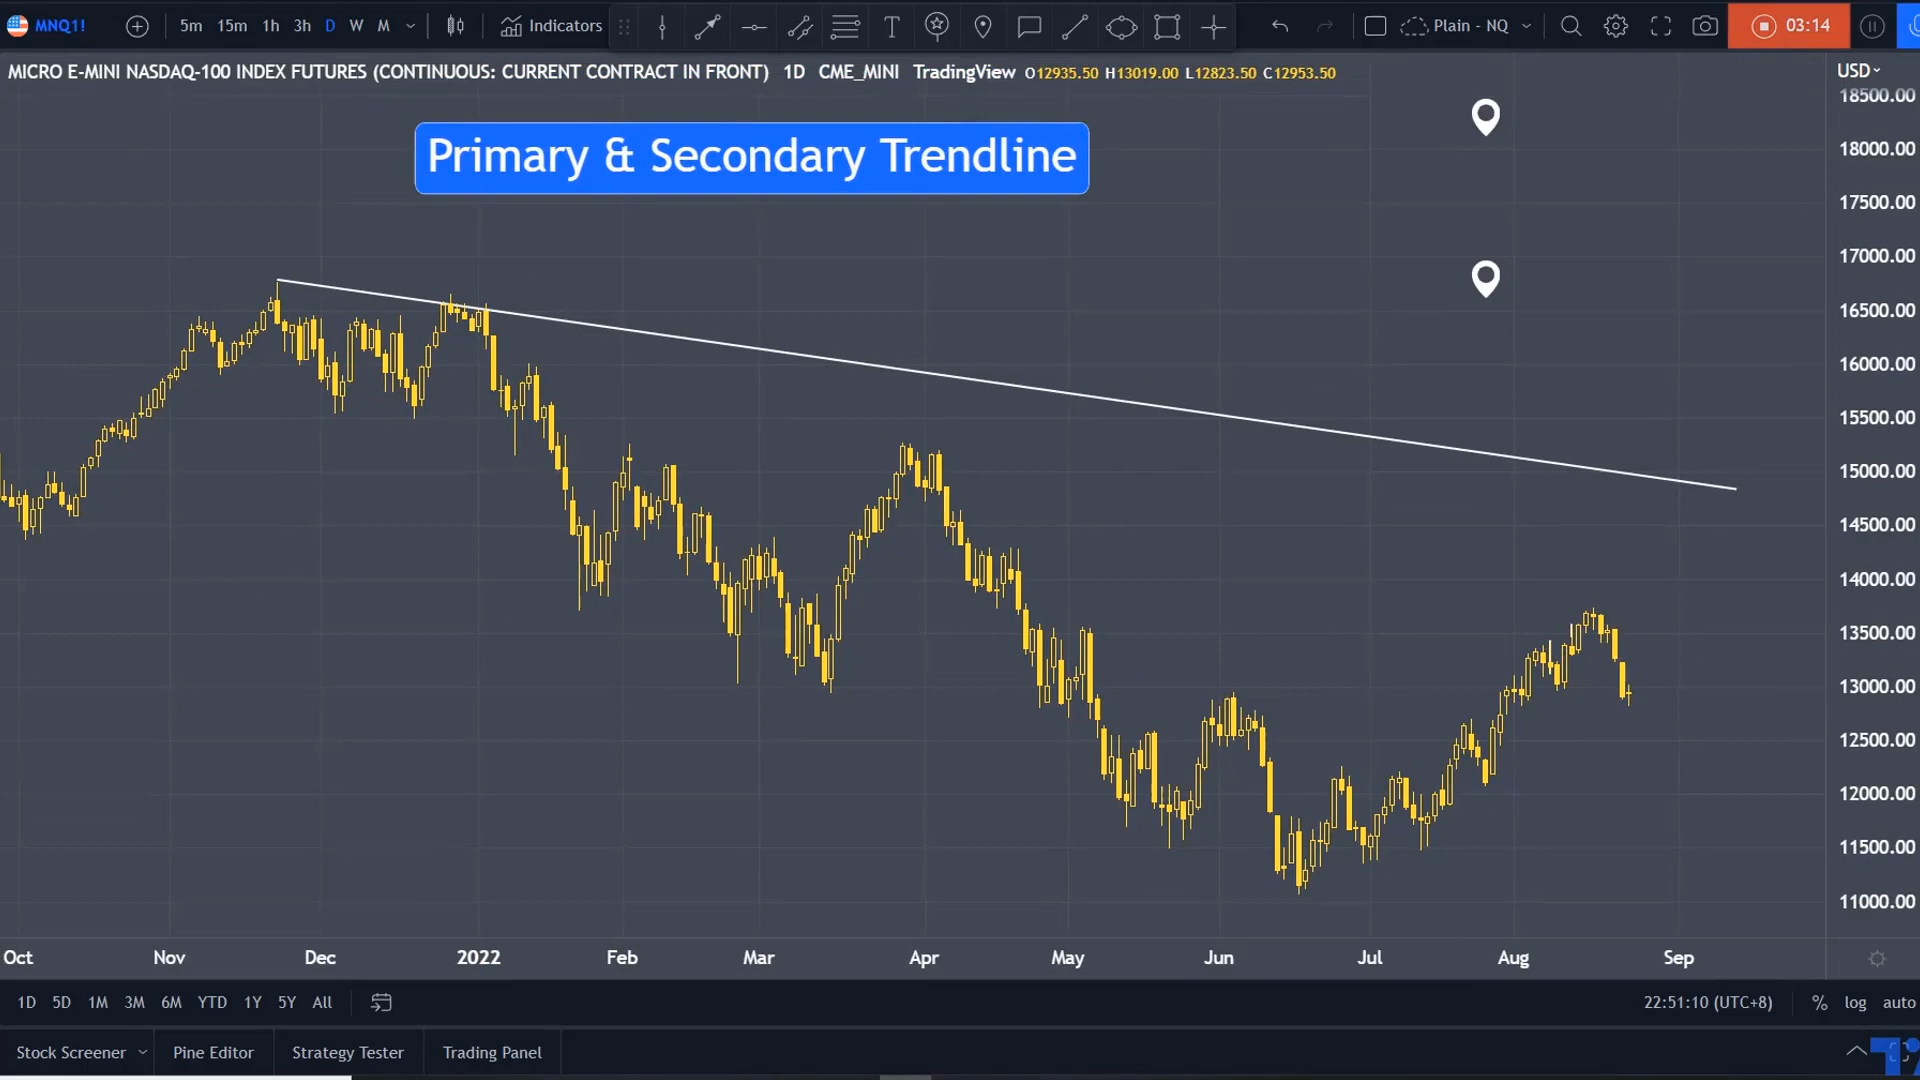 MNQ1! 5m 15m 1h 3h D W M Indicators Plain - NQ 03:14
MICRO E-MINI NASDAQ-100 INDEX FUTURES (CONTINUOUS: CURRENT CONTRACT IN FRONT) 1D CME_MINI TradingView O12935.50 H13019.00 L12823.50 C12953.50
USD
Primary & Secondary Trendline
18500.00
18000.00
17500.00
17000.00
16500.00
16000.00
15500.00
15000.00
14500.00
14000.00
13500.00
13000.00
12500.00
12000.00
11500.00
11000.00
Oct Nov Dec 2022 Feb Mar Apr May Jun Jul Aug Sep
1D 5D 1M 3M 6M YTD 1Y 5Y All 22:51:10 (UTC+8) % log auto
Stock Screener Pine Editor Strategy Tester Trading Panel